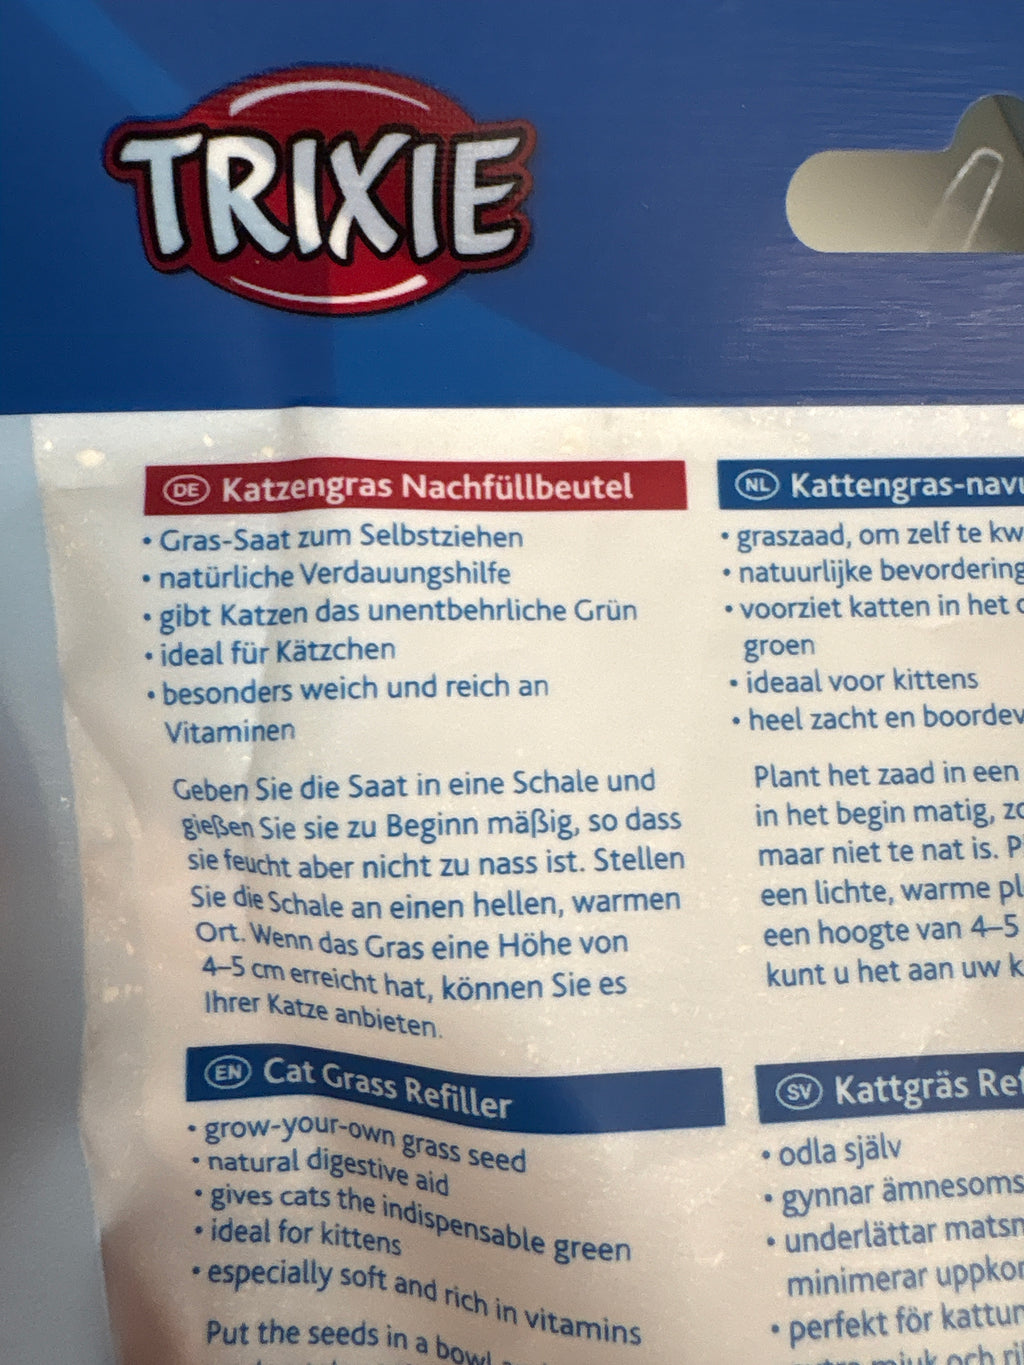 TRIXIE
DE Katzengras Nachfüllbeutel
• Gras-Saat zum Selbstziehen
• natürliche Verdauungshilfe
• gibt Katzen das unentbehrliche Grün
• ideal für Kätzchen
• besonders weich und reich an
Vitaminen
Geben Sie die Saat in eine Schale und
gießen Sie sie zu Beginn mäßig, so dass
sie feucht aber nicht zu nass ist. Stellen
Sie die Schale an einen hellen, warmen
Ort. Wenn das Gras eine Höhe von
4–5 cm erreicht hat, können Sie es
Ihrer Katze anbieten.
EN Cat Grass Refiller
• grow-your-own grass seed
• natural digestive aid
• gives cats the indispensable green
• ideal for kittens
• especially soft and rich in vitamins
Put the seeds in a bowl
NL Kattengras-navu
• graszaad, om zelf te kw
• natuurlijke bevordering
• voorziet katten in het
groen
• ideaal voor kittens
• heel zacht en boordev
Plant het zaad in een
in het begin matig, zo
maar niet te nat is. P
een lichte, warme pl
een hoogte van 4–5
kunt u het aan uw k
SV Kattgräs Ref
• odla själv
• gynnar ämnesoms
• underlättar matsm
minimerar uppkom
• perfekt för kattun
mjuk och ri